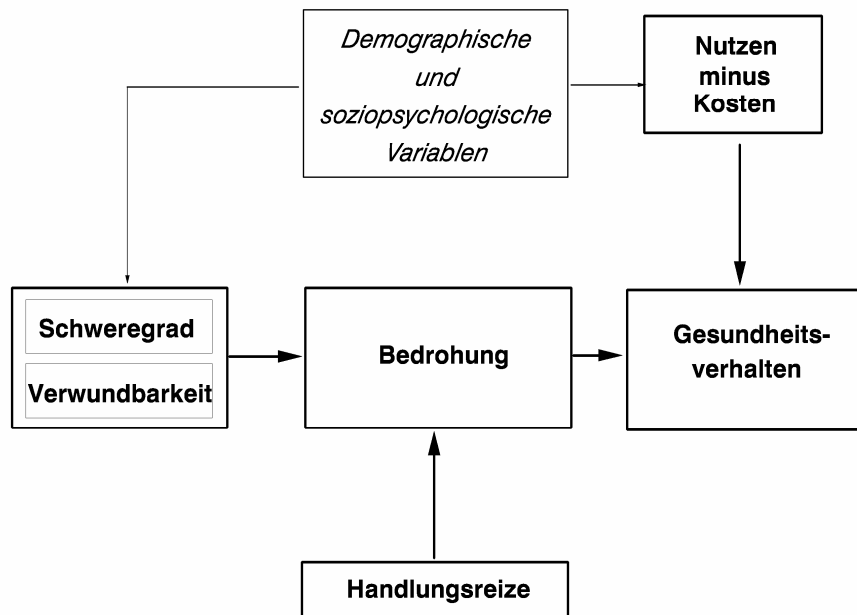 Demographische
und
soziopsychologische
Variablen
Nutzen
minus
Kosten
Schweregrad
Verwundbarkeit
Bedrohung
Gesundheits-
verhalten
Handlungsreize